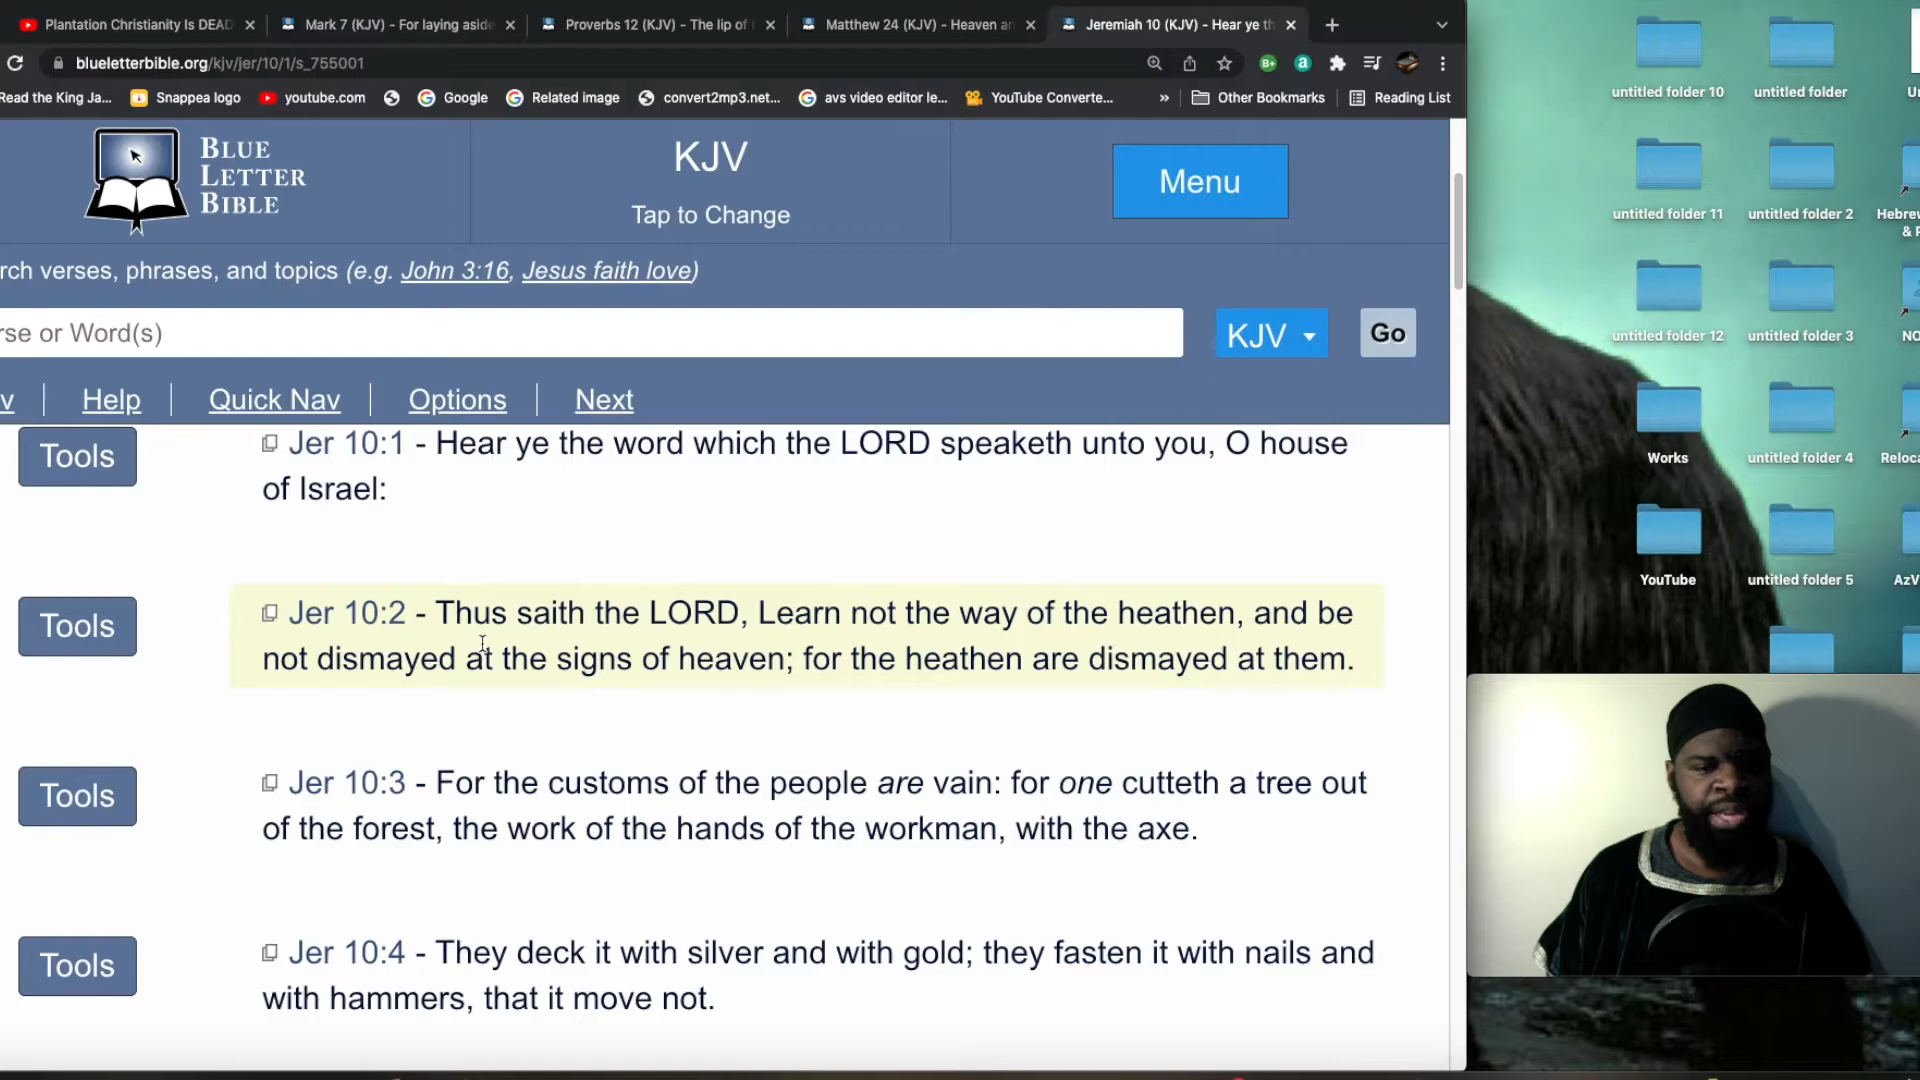 Plantation Christianity Is DEAD
Mark 7 (KJV) - For laying aside
Proverbs 12 (KJV) - The lip of
Matthew 24 (KJV) - Heaven an
Jeremiah 10 (KJV) - Hear ye th
blueletterbible.org/kjv/jer/10/1/s_755001
Read the King Ja...
Snappea logo
youtube.com
Google
Related image
convert2mp3.net...
avs video editor le...
YouTube Converte...
»
Other Bookmarks
Reading List
BLUE
LETTER
BIBLE
KJV
Tap to Change
Menu
rch verses, phrases, and topics (e.g. John 3:16, Jesus faith love)
rse or Word(s)
KJV
Go
v
Help
Quick Nav
Options
Next
Tools
Jer 10:1 - Hear ye the word which the LORD speaketh unto you, O house
of Israel:
Tools
Jer 10:2 - Thus saith the LORD, Learn not the way of the heathen, and be
not dismayed at the signs of heaven; for the heathen are dismayed at them.
Tools
Jer 10:3 - For the customs of the people are vain: for one cutteth a tree out
of the forest, the work of the hands of the workman, with the axe.
Tools
Jer 10:4 - They deck it with silver and with gold; they fasten it with nails and
with hammers, that it move not.
untitled folder 10
untitled folder
Un
untitled folder 11
untitled folder 2
Hebrew
&
untitled folder 12
untitled folder 3
NO
Works
untitled folder 4
Reloca
YouTube
untitled folder 5
AzV